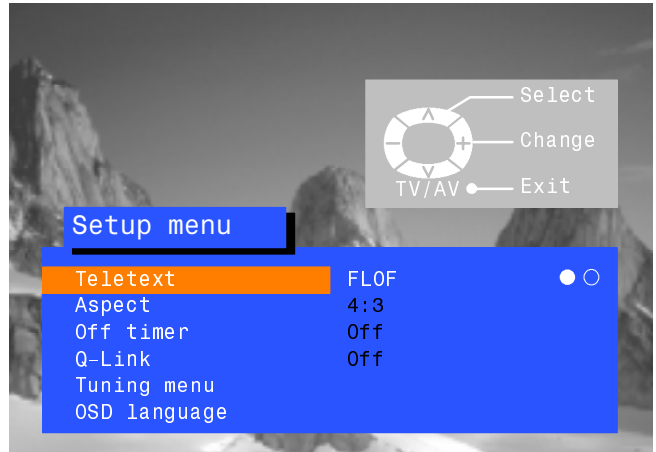 Select
Change
TV/AV Exit
Setup menu
Teletext FLOF
Aspect 4:3
Off timer Off
Q-Link Off
Tuning menu
OSD language